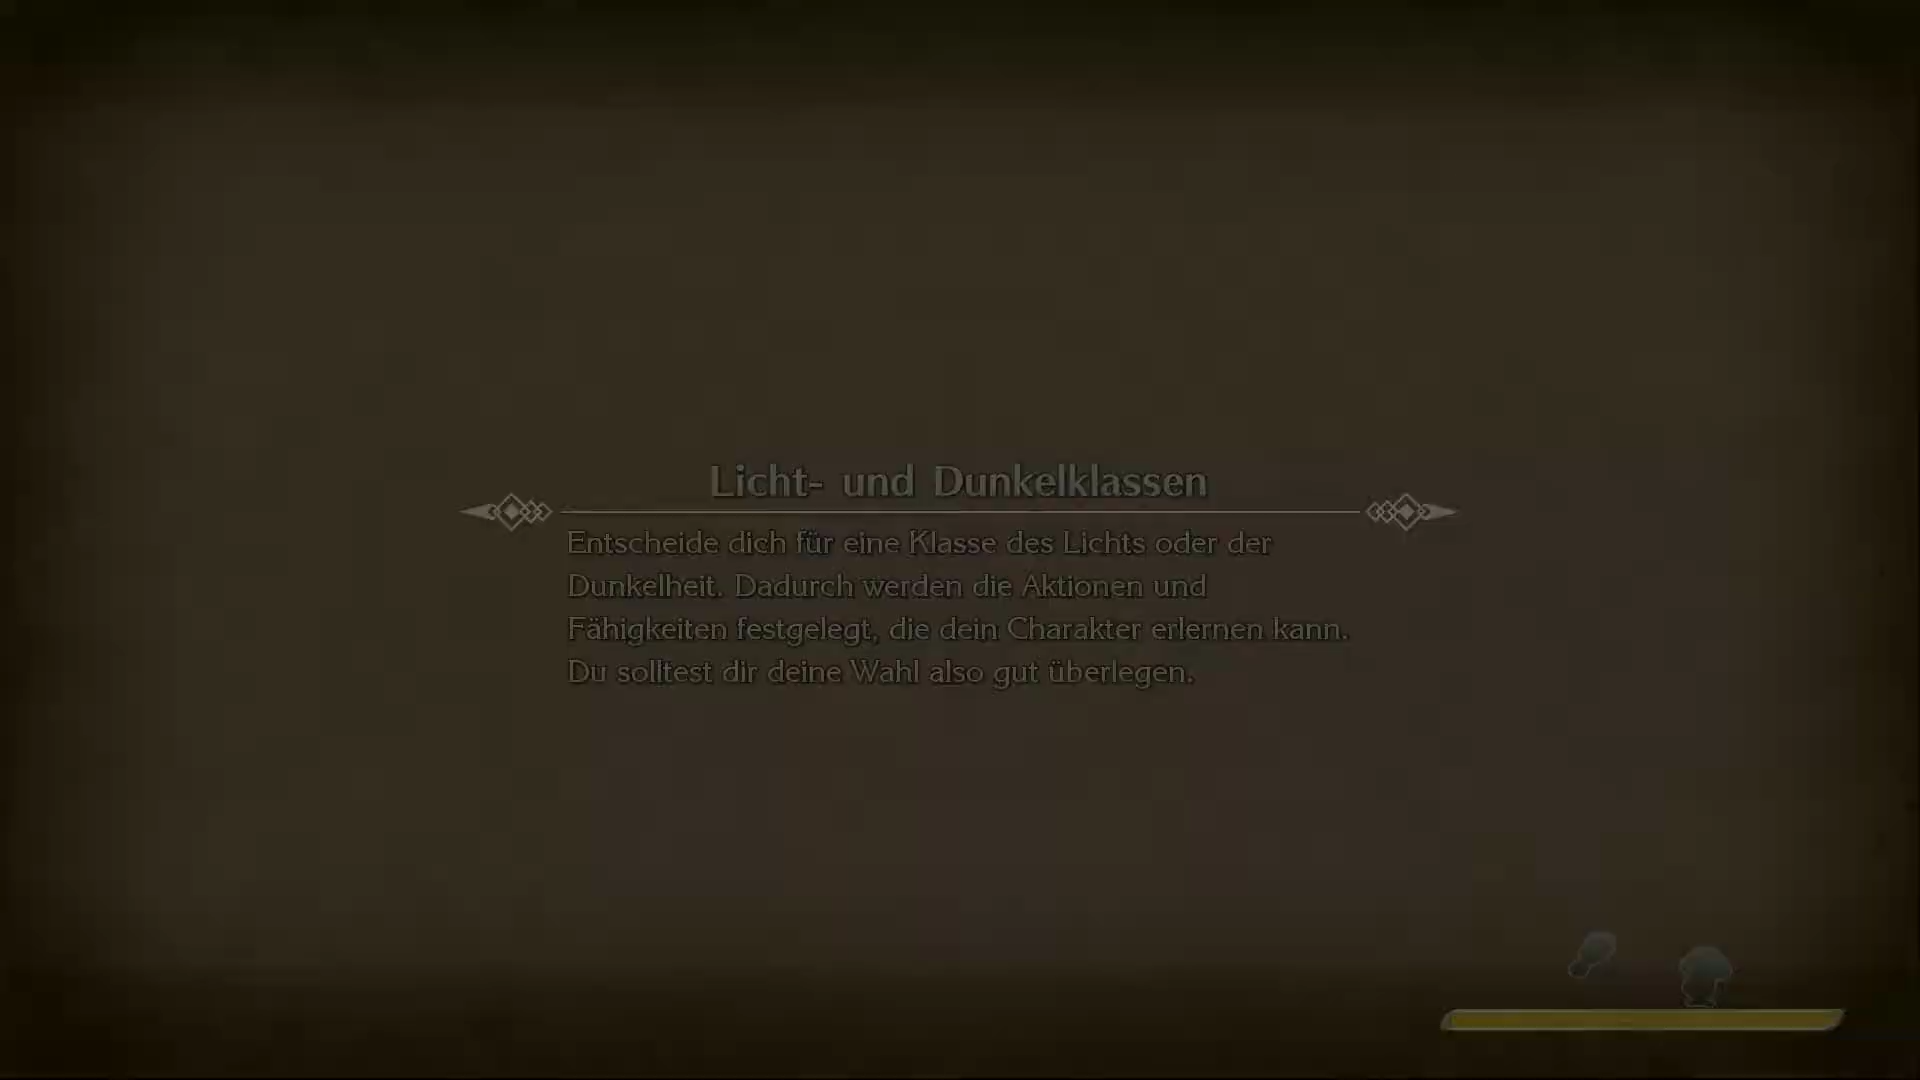 Licht- und Dunkelklassen
Entscheide dich für eine Klasse des Lichts oder der
Dunkelheit. Dadurch werden die Aktionen und
Fähigkeiten festgelegt, die dein Charakter erlernen kann.
Du solltest dir deine Wahl also gut überlegen.